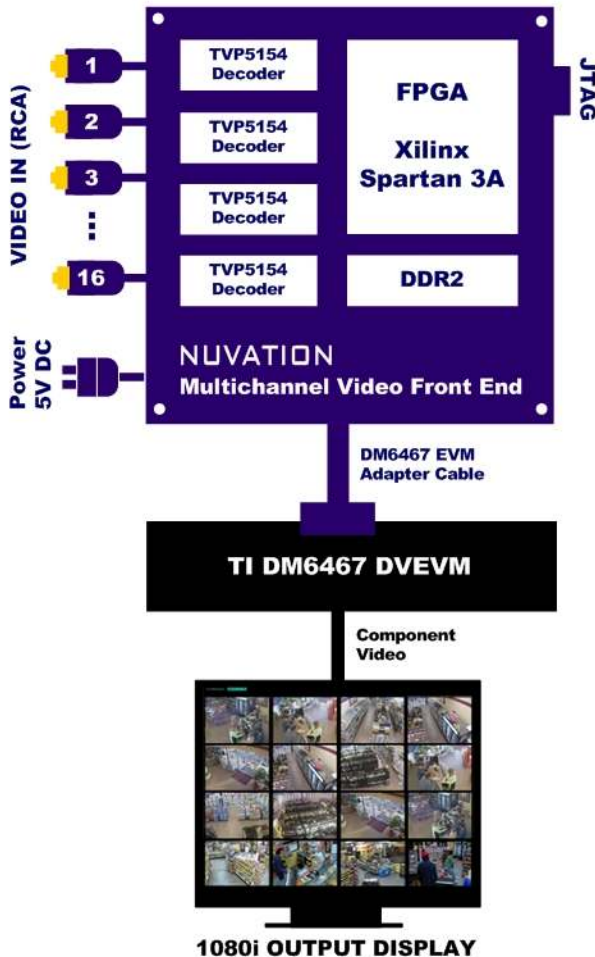 VIDEO IN (RCA)
1
2
3
...
16
Power
5V DC
TVP5154
Decoder
TVP5154
Decoder
TVP5154
Decoder
TVP5154
Decoder
FPGA
Xilinx
Spartan 3A
DDR2
JTAG
NUVATION
Multichannel Video Front End
DM6467 EVM
Adapter Cable
TI DM6467 DVEVM
Component
Video
1080i OUTPUT DISPLAY